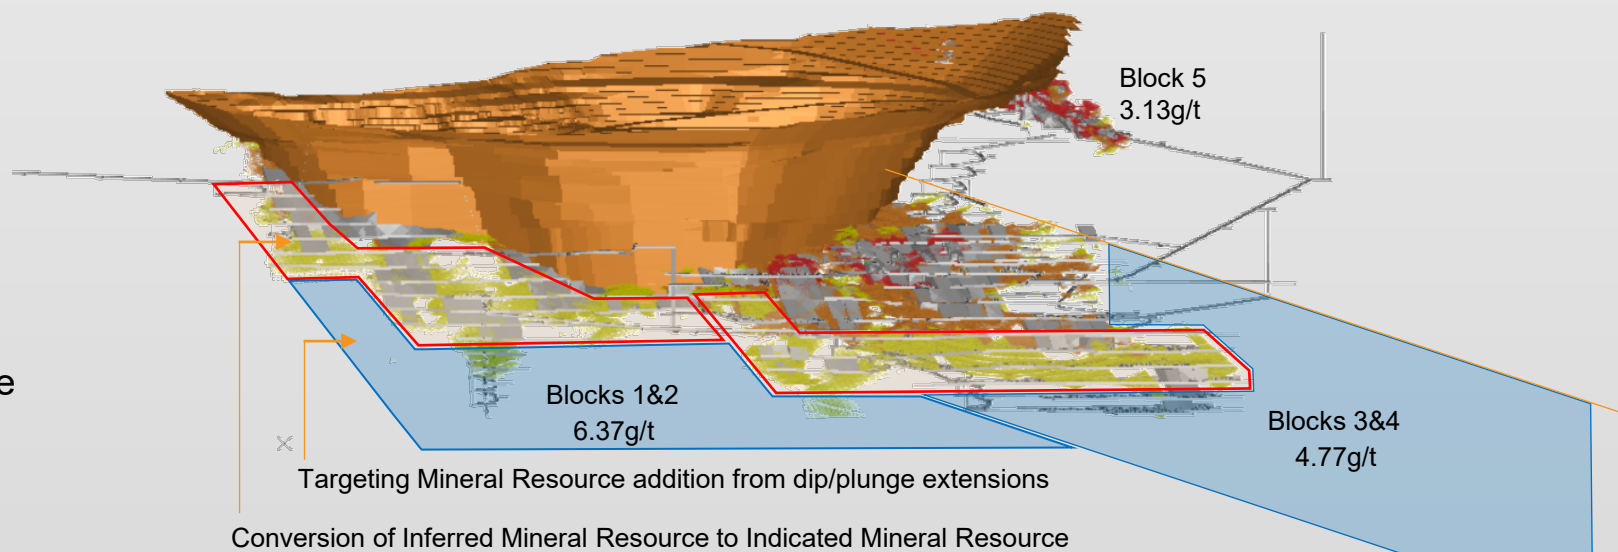 Block 5
3.13g/t
e
Blocks 1&2
6.37g/t
Blocks 3&4
4.77g/t
Targeting Mineral Resource addition from dip/plunge extensions
Conversion of Inferred Mineral Resource to Indicated Mineral Resource